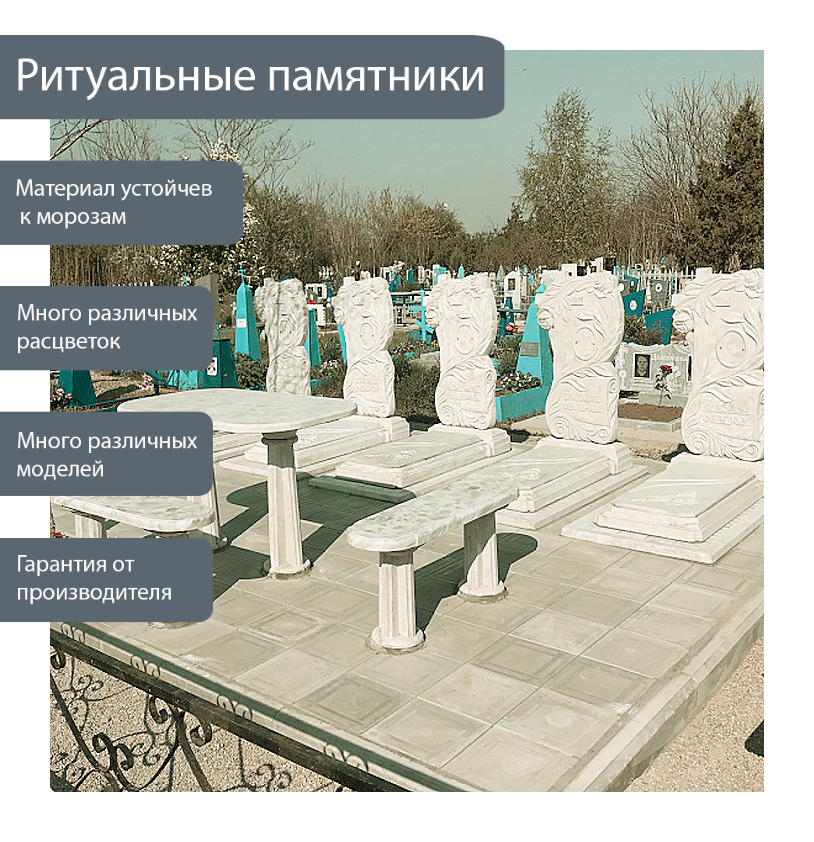 Ритуальные памятники
Материал устойчев
к морозам
Много различных
расцветок
Много различных
моделей
Гарантия от
производителя